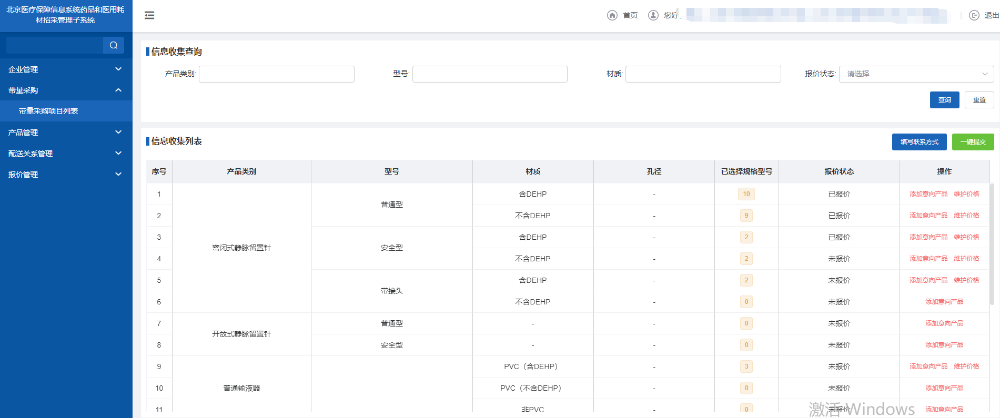 北京医疗保障信息系统药品和医用耗
材招采管理子系统
首页
您好
退出
企业管理
带量采购
带量采购项目列表
产品管理
配送关系管理
报价管理
信息收集查询
产品类别:
型号:
材质:
报价状态: 请选择
查询 重置
信息收集列表
填写联系方式 一键提交
序号 产品类别 型号 材质 孔径 已选择规格型号 报价状态 操作
1 密闭式静脉留置针 普通型 含DEHP - 10 已报价 添加意向产品 维护价格
2 不含DEHP - 9 已报价 添加意向产品 维护价格
3 安全型 含DEHP - 2 已报价 添加意向产品 维护价格
4 不含DEHP - 2 未报价 添加意向产品 维护价格
5 带接头 含DEHP - 2 未报价 添加意向产品 维护价格
6 不含DEHP - 0 未报价 添加意向产品
7 开放式静脉留置针 普通型 - - 0 未报价 添加意向产品
8 安全型 - - 0 未报价 添加意向产品
9 普通输液器 PVC（含DEHP） - 3 未报价 添加意向产品 维护价格
10 PVC（不含DEHP） - 0 未报价 添加意向产品
11 非PVC - 0 未报价 添加意向产品
激活 Windows